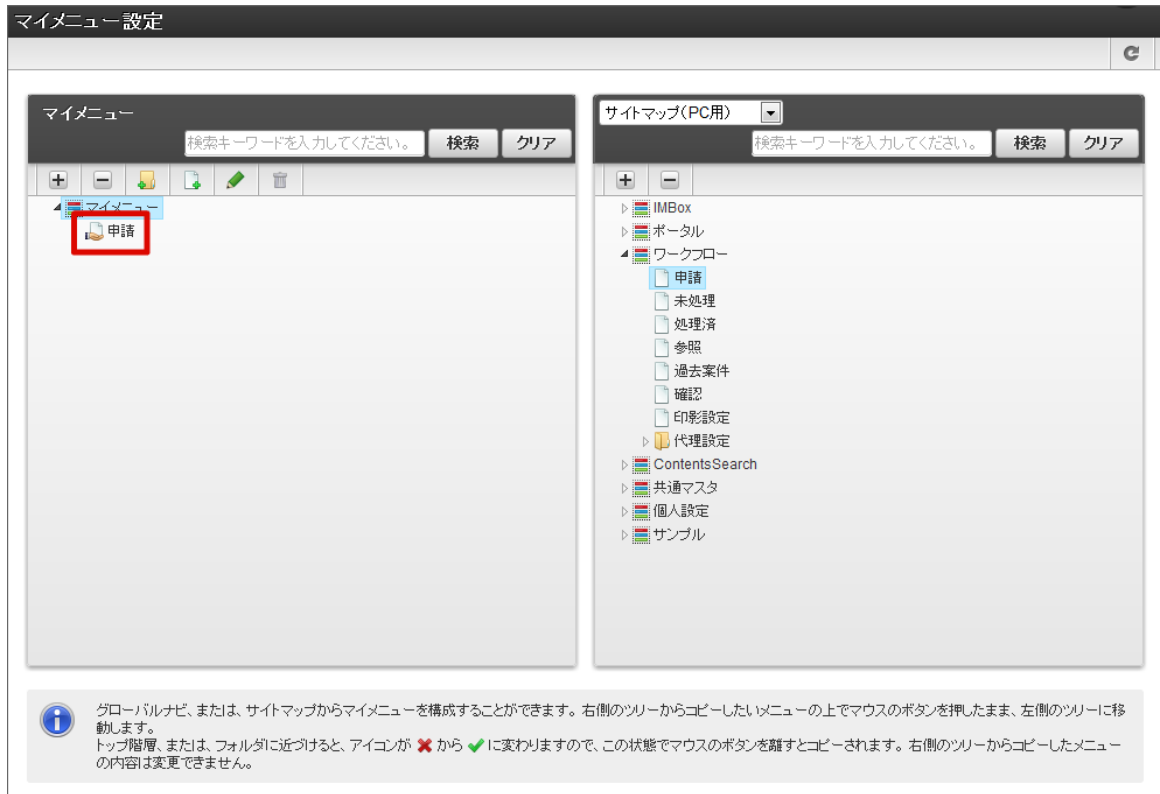 マイメニュー設定
マイメニュー
検索キーワードを入力してください。 検索 クリア
マイメニュー
申請
サイトマップ(PC用)
検索キーワードを入力してください。 検索 クリア
IMBox
ポータル
ワークフロー
申請
未処理
処理済
参照
過去案件
確認
印影設定
代理設定
ContentsSearch
共通マスタ
個人設定
サンプル
グローバルナビ、または、サイトマップからマイメニューを構成することができます。右側のツリーからコピーしたいメニューの上でマウスのボタンを押したまま、左側のツリーに移
動します。
トップ階層、または、フォルダに近づけると、アイコンが から に変わりますので、この状態でマウスのボタンを離すとコピーされます。右側のツリーからコピーしたメニュー
の内容は変更できません。